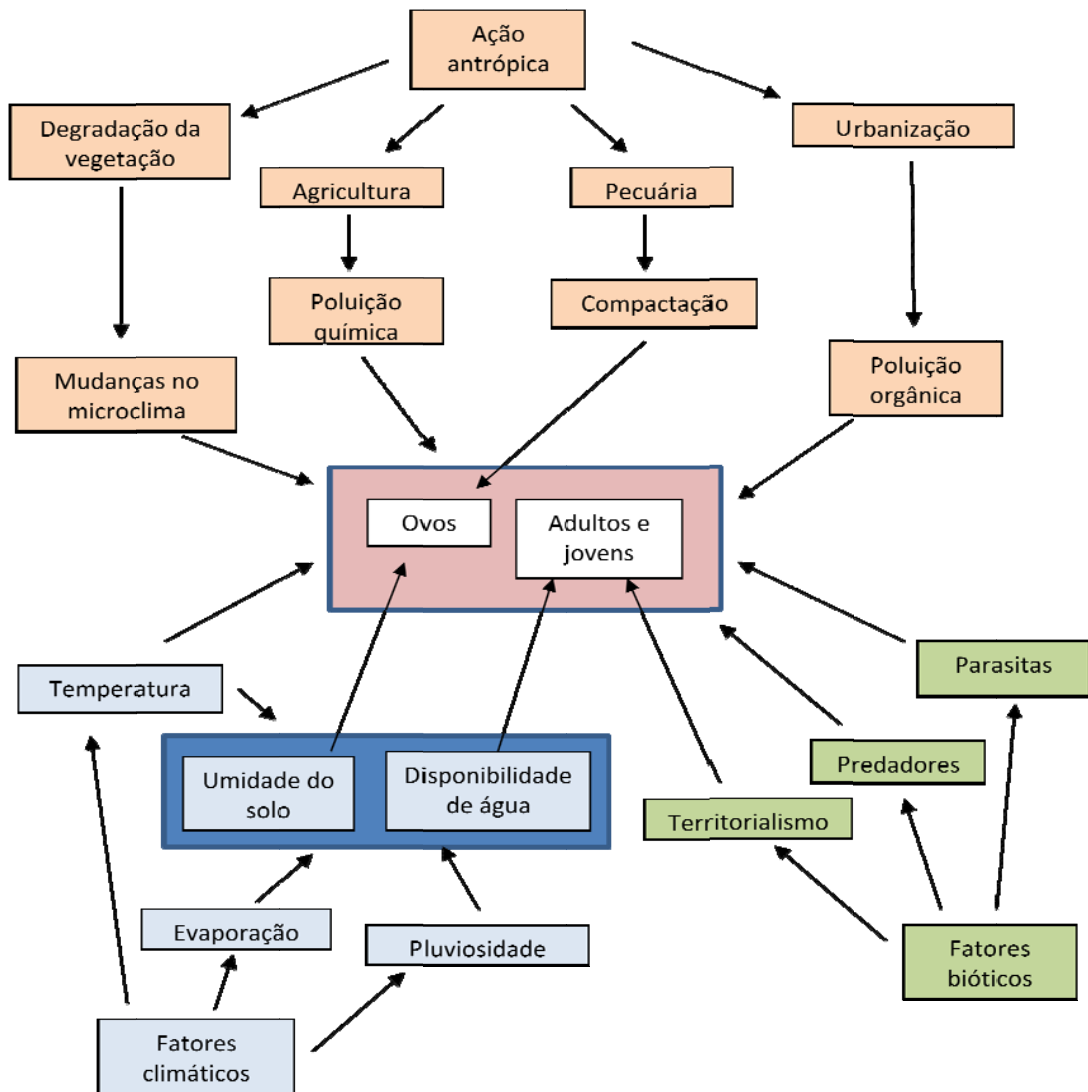 Ação
antrópica
Degradação da
vegetação
Urbanização
Agricultura
Pecuária
Poluição
química
Compactação
Mudanças no
microclima
Poluição
orgânica
Ovos
Adultos e
jovens
Temperatura
Parasitas
Umidade do
solo
Disponibilidade
de água
Predadores
Territorialismo
Evaporação
Pluviosidade
Fatores
bióticos
Fatores
climáticos